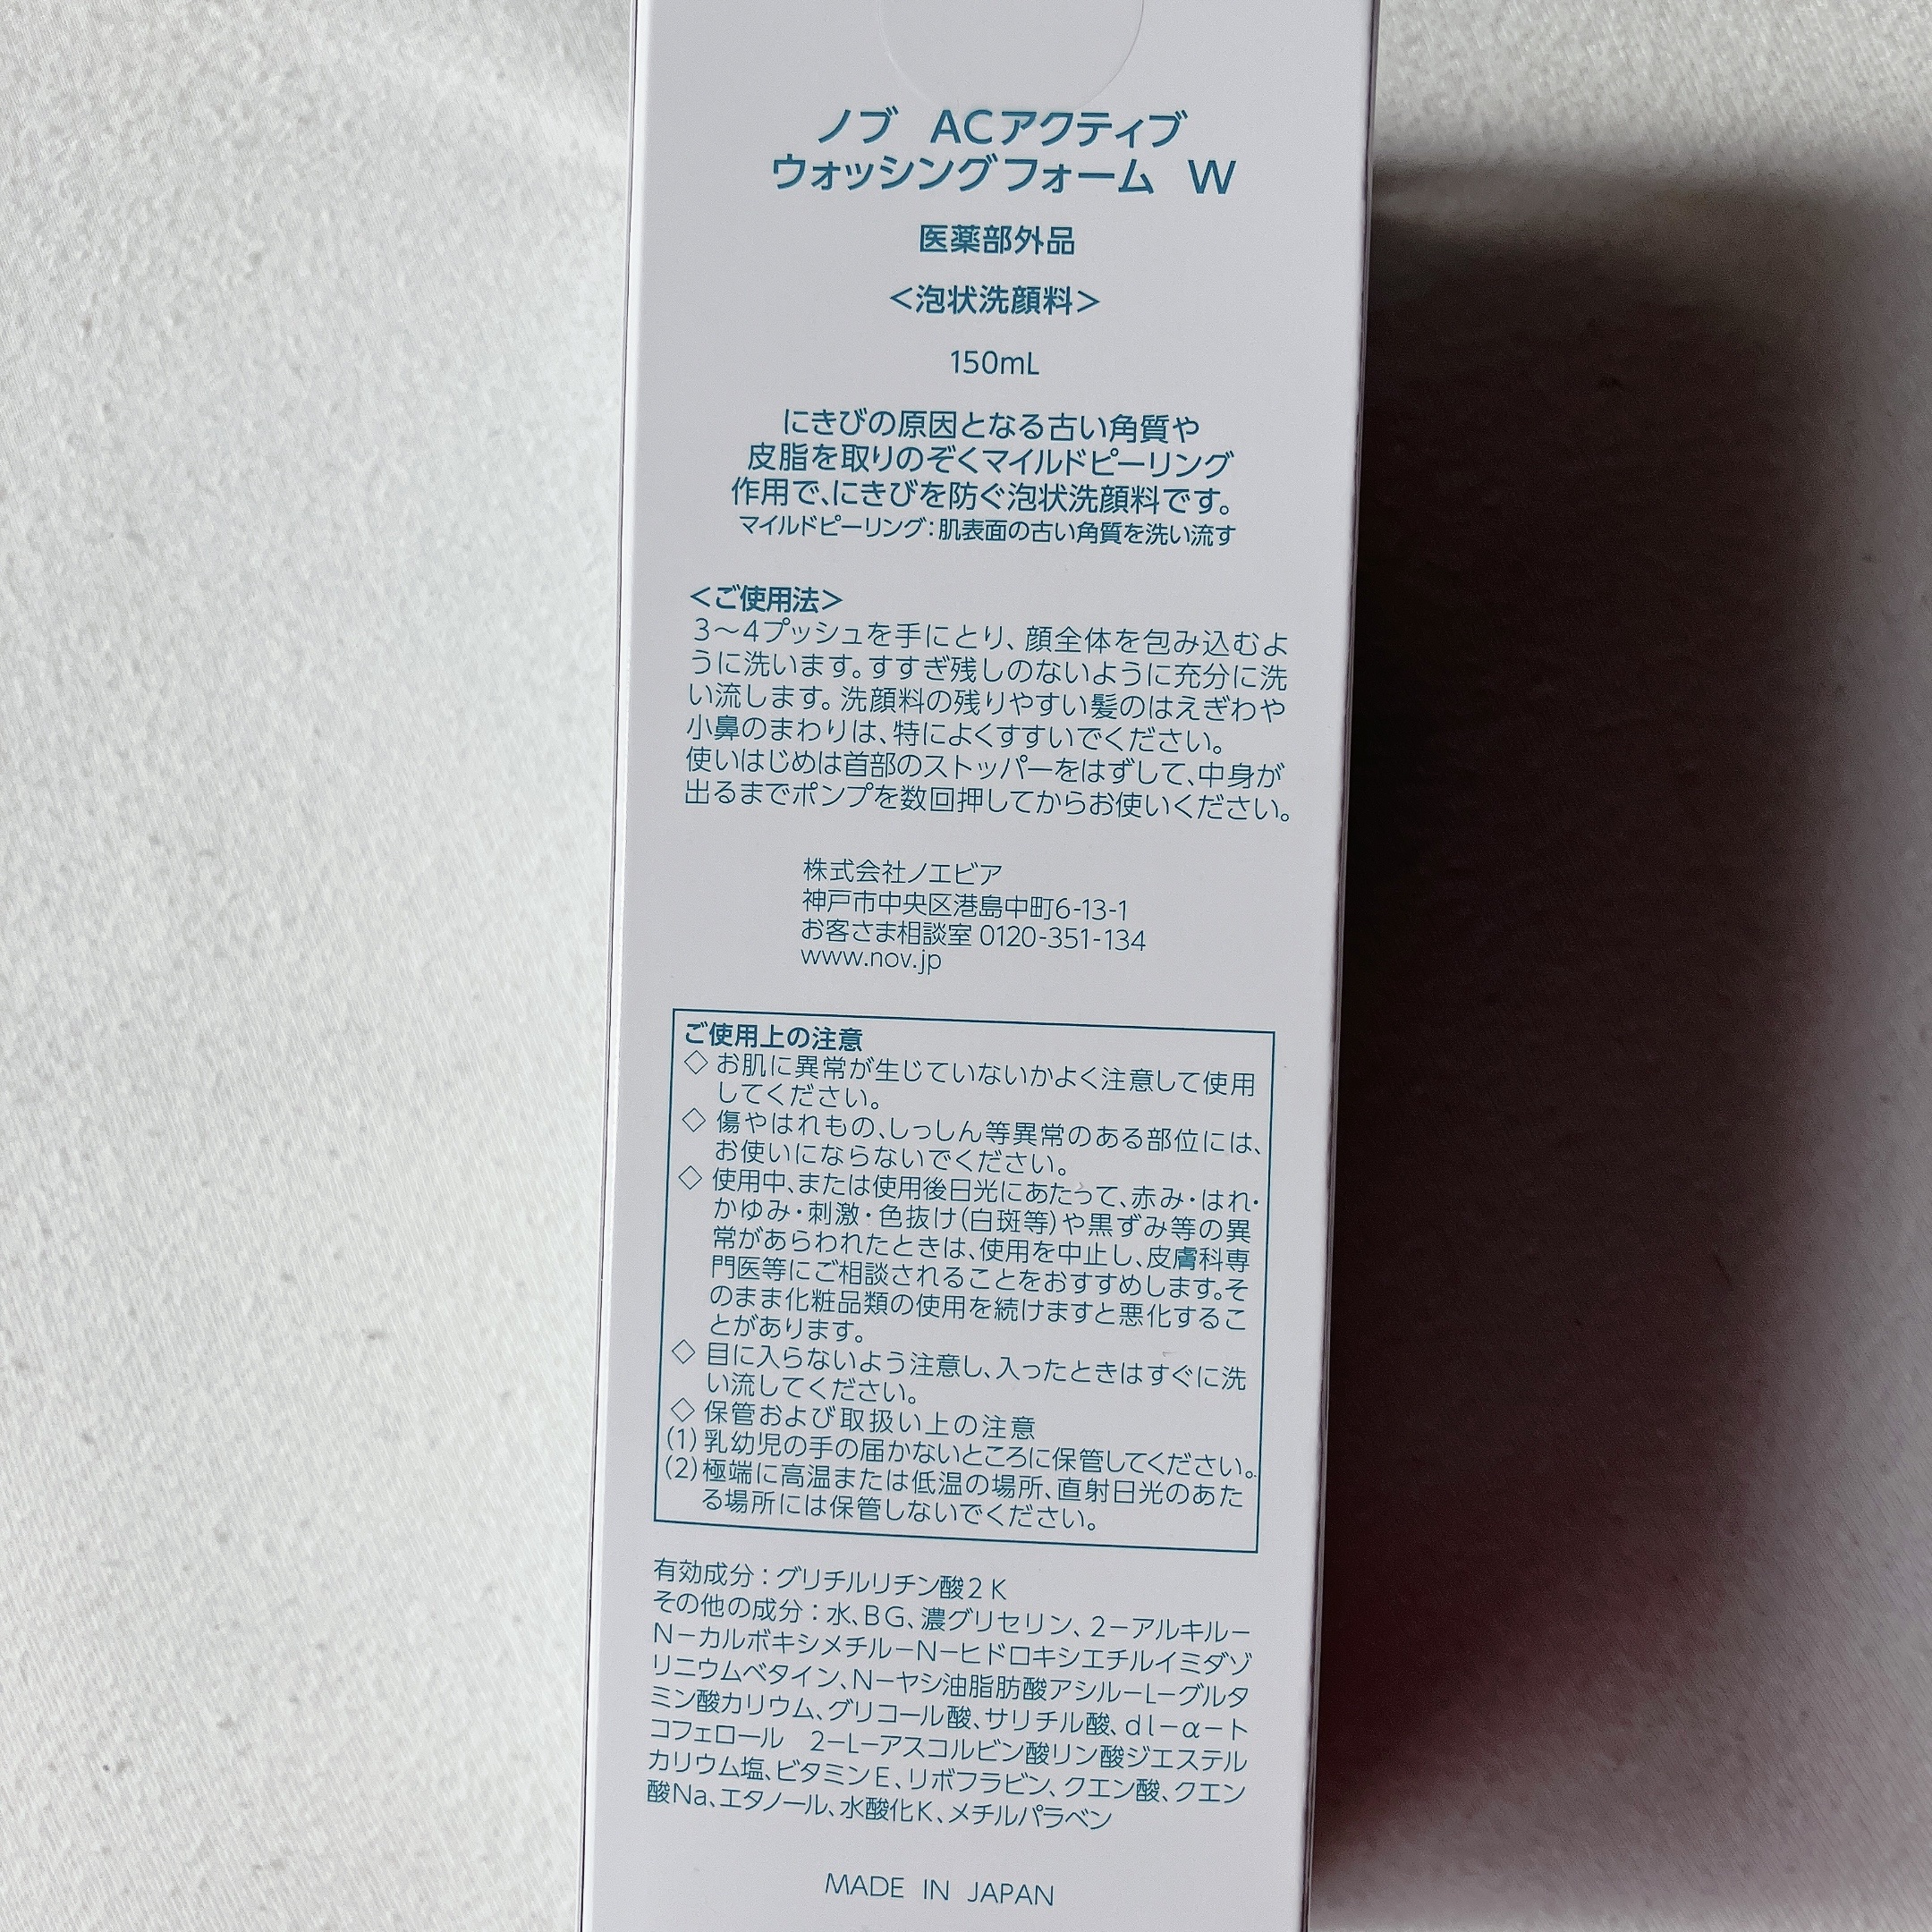 ノブ ACアクティブ
ウォッシングフォーム W
医薬部外品
＜泡状洗顔料＞
150mL
にきびの原因となる古い角質や
皮脂を取りのぞくマイルドピーリング
作用で、にきびを防ぐ泡状洗顔料です。
マイルドピーリング：肌表面の古い角質を洗い流す
＜ご使用法＞
3〜4プッシュを手にとり、顔全体を包み込むよ
うに洗います。すすぎ残しのないように充分に洗
い流します。洗顔料の残りやすい髪のはえぎわや
小鼻のまわりは、特によくすすいでください。
使いはじめは首部のストッパーをはずして、中身が
出るまでポンプを数回押してからお使いください。
株式会社ノエビア
神戸市中央区港島中町6-13-1
お客さま相談室 0120-351-134
www.nov.jp
ご使用上の注意
◇ お肌に異常が生じていないかよく注意して使用
してください。
◇ 傷やはれもの、しっしん等異常のある部位には、
お使いにならないでください。
◇ 使用中、または使用後日光にあたって、赤み・はれ・
かゆみ・刺激・色抜け（白斑等）や黒ずみ等の異
常があらわれたときは、使用を中止し、皮膚科専
門医等にご相談されることをおすすめします。そ
のまま化粧品類の使用を続けますと悪化するこ
とがあります。
◇ 目に入らないよう注意し、入ったときはすぐに洗
い流してください。
◇ 保管および取扱い上の注意
（1）乳幼児の手の届かないところに保管してください。
（2）極端に高温または低温の場所、直射日光のあた
る場所には保管しないでください。
有効成分：グリチルリチン酸2K
その他の成分：水、BG、濃グリセリン、2−アルキル−
N−カルボキシメチル−N−ヒドロキシエチルイミダゾ
リニウムベタイン、N−ヤシ油脂肪酸アシル−L−グルタ
ミン酸カリウム、グリコール酸、サリチル酸、dl−α−ト
コフェロール 2−L−アスコルビン酸リン酸ジエステル
カリウム塩、ビタミンE、リボフラビン、クエン酸、クエン
酸Na、エタノール、水酸化K、メチルパラベン
MADE IN JAPAN